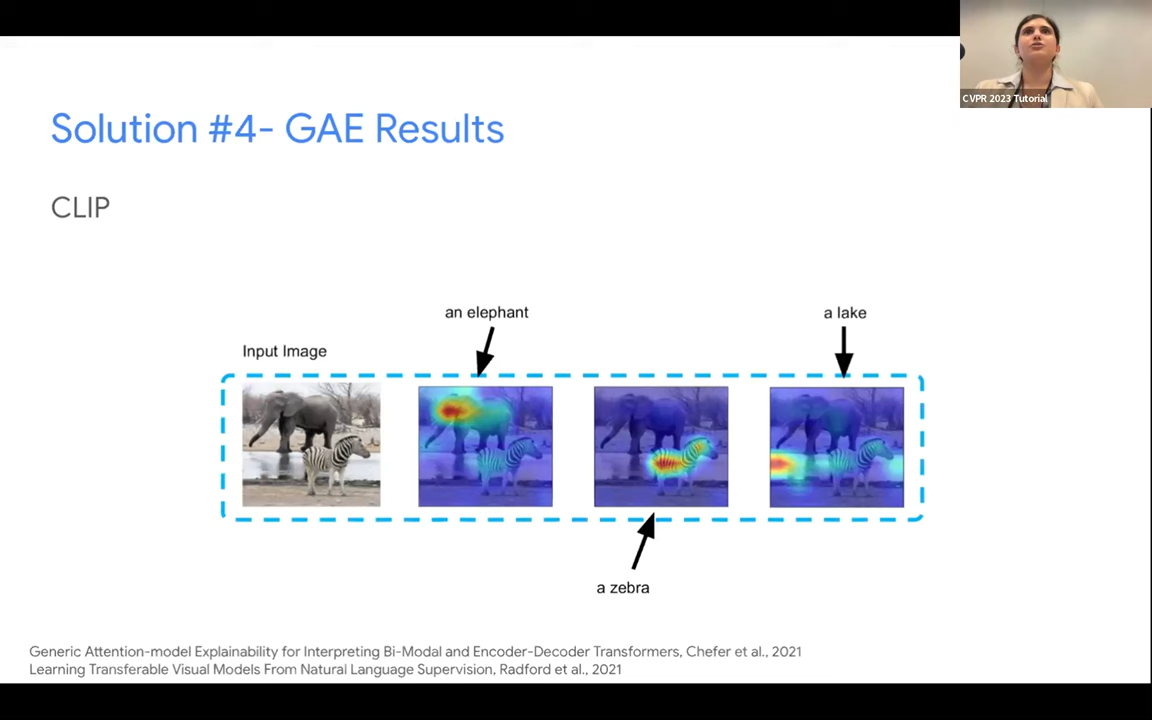 CVPR 2023 Tutorial
Solution #4- GAE Results
CLIP
an elephant
a lake
Input Image
a zebra
Generic Attention-model Explainability for Interpreting Bi-Modal and Encoder-Decoder Transformers, Chefer et al., 2021
Learning Transferable Visual Models From Natural Language Supervision, Radford et al., 2021